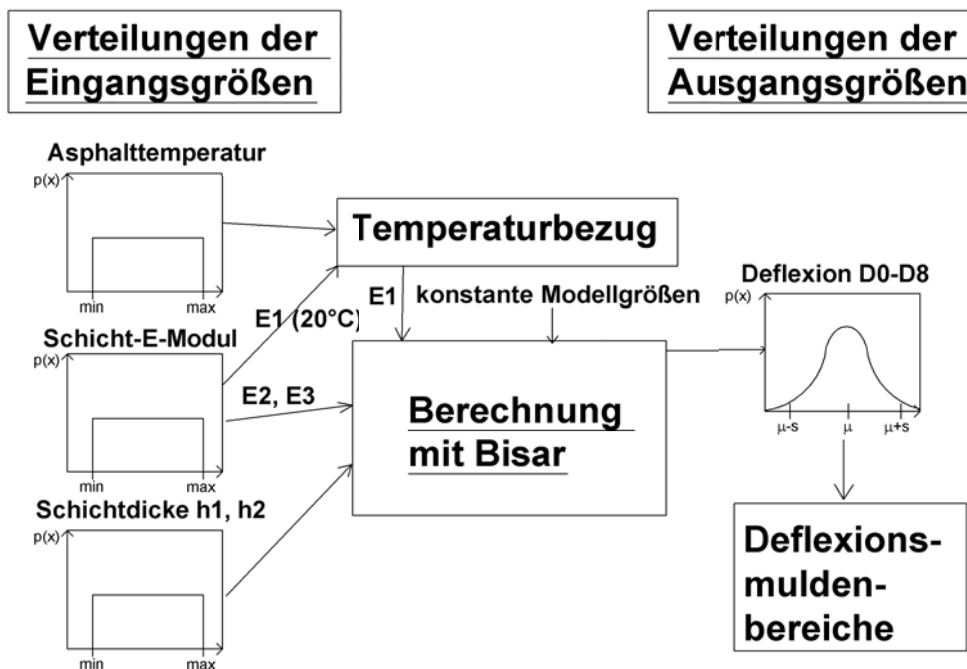 Verteilungen der
Eingangsgrößen
Verteilungen der
Ausgangsgrößen
Asphalttemperatur
p(x)
min
max
Temperaturbezug
E1 (20°C)
E1
konstante Modellgrößen
Schicht-E-Modul
p(x)
min
max
E2, E3
Berechnung
mit Bisar
Schichtdicke h1, h2
p(x)
min
max
Deflexion D0-D8
p(x)
μ-s
μ
μ+s
Deflexions-
mulden-
bereiche